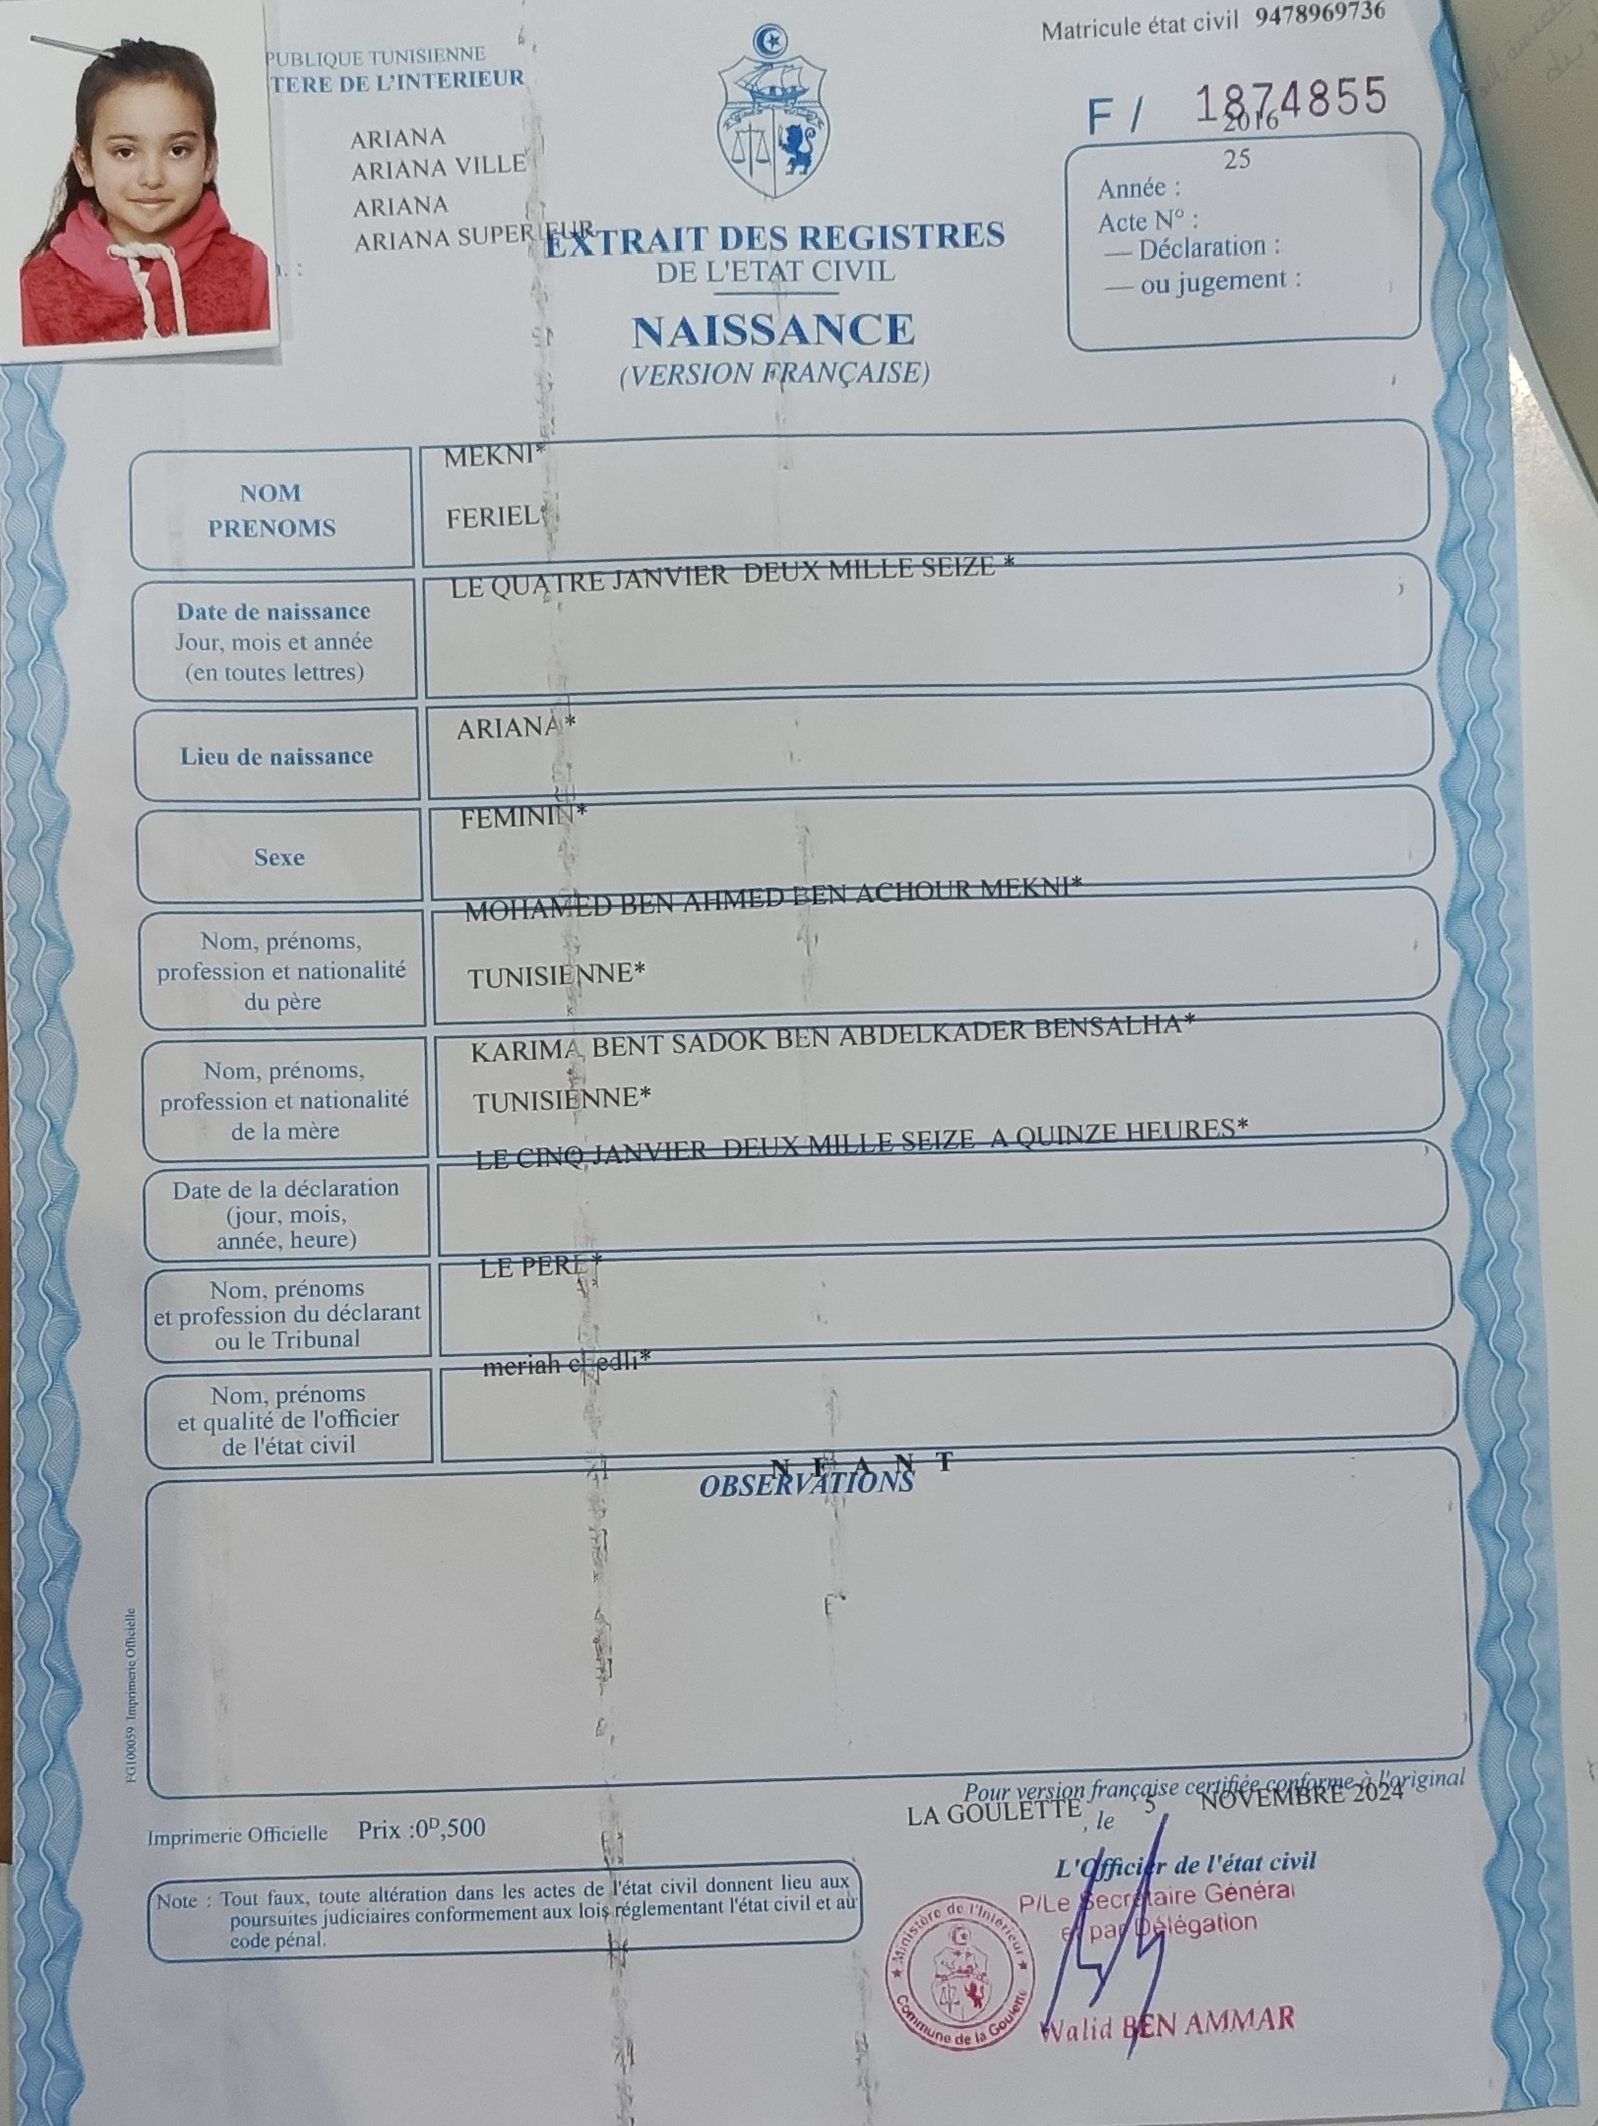 Matricule état civil 9478969736
PUBLIQUE TUNISIENNE
TERE DE L'INTERIEUR
ARIANA
ARIANA VILLE
ARIANA
ARIANA SUPERIEUR
F / 1874855
2016
25
Année :
Acte N° :
— Déclaration :
— ou jugement :
EXTRAIT DES REGISTRES
DE L'ETAT CIVIL
NAISSANCE
(VERSION FRANÇAISE)
NOM
PRENOMS
MEKNI*
FERIEL*
Date de naissance
Jour, mois et année
(en toutes lettres)
LE QUATRE JANVIER DEUX MILLE SEIZE *
Lieu de naissance
ARIANA*
Sexe
FEMININ*
Nom, prénoms,
profession et nationalité
du père
MOHAMED BEN AHMED BEN ACHOUR MEKNI*
TUNISIENNE*
Nom, prénoms,
profession et nationalité
de la mère
KARIMA BENT SADOK BEN ABDELKADER BENSALHA*
TUNISIENNE*
Date de la déclaration
(jour, mois,
année, heure)
LE CINQ JANVIER DEUX MILLE SEIZE A QUINZE HEURES*
Nom, prénoms
et profession du déclarant
ou le Tribunal
LE PERE*
Nom, prénoms
et qualité de l'officier
de l'état civil
meriah chedli*
N E A N T
OBSERVATIONS
FG100059 Imprimerie Officielle
Pour version française certifiée conforme à l'original
LA GOULETTE , le 5 NOVEMBRE 2024
Imprimerie Officielle Prix :0ᴰ,500
L'Officier de l'état civil
P/Le Secrétaire Général
et par Délégation
Note : Tout faux, toute altération dans les actes de l'état civil donnent lieu aux
poursuites judiciaires conformement aux lois réglementant l'état civil et au
code pénal.
Ministère de l'Intérieur
Commune de la Goulette
Walid BEN AMMAR